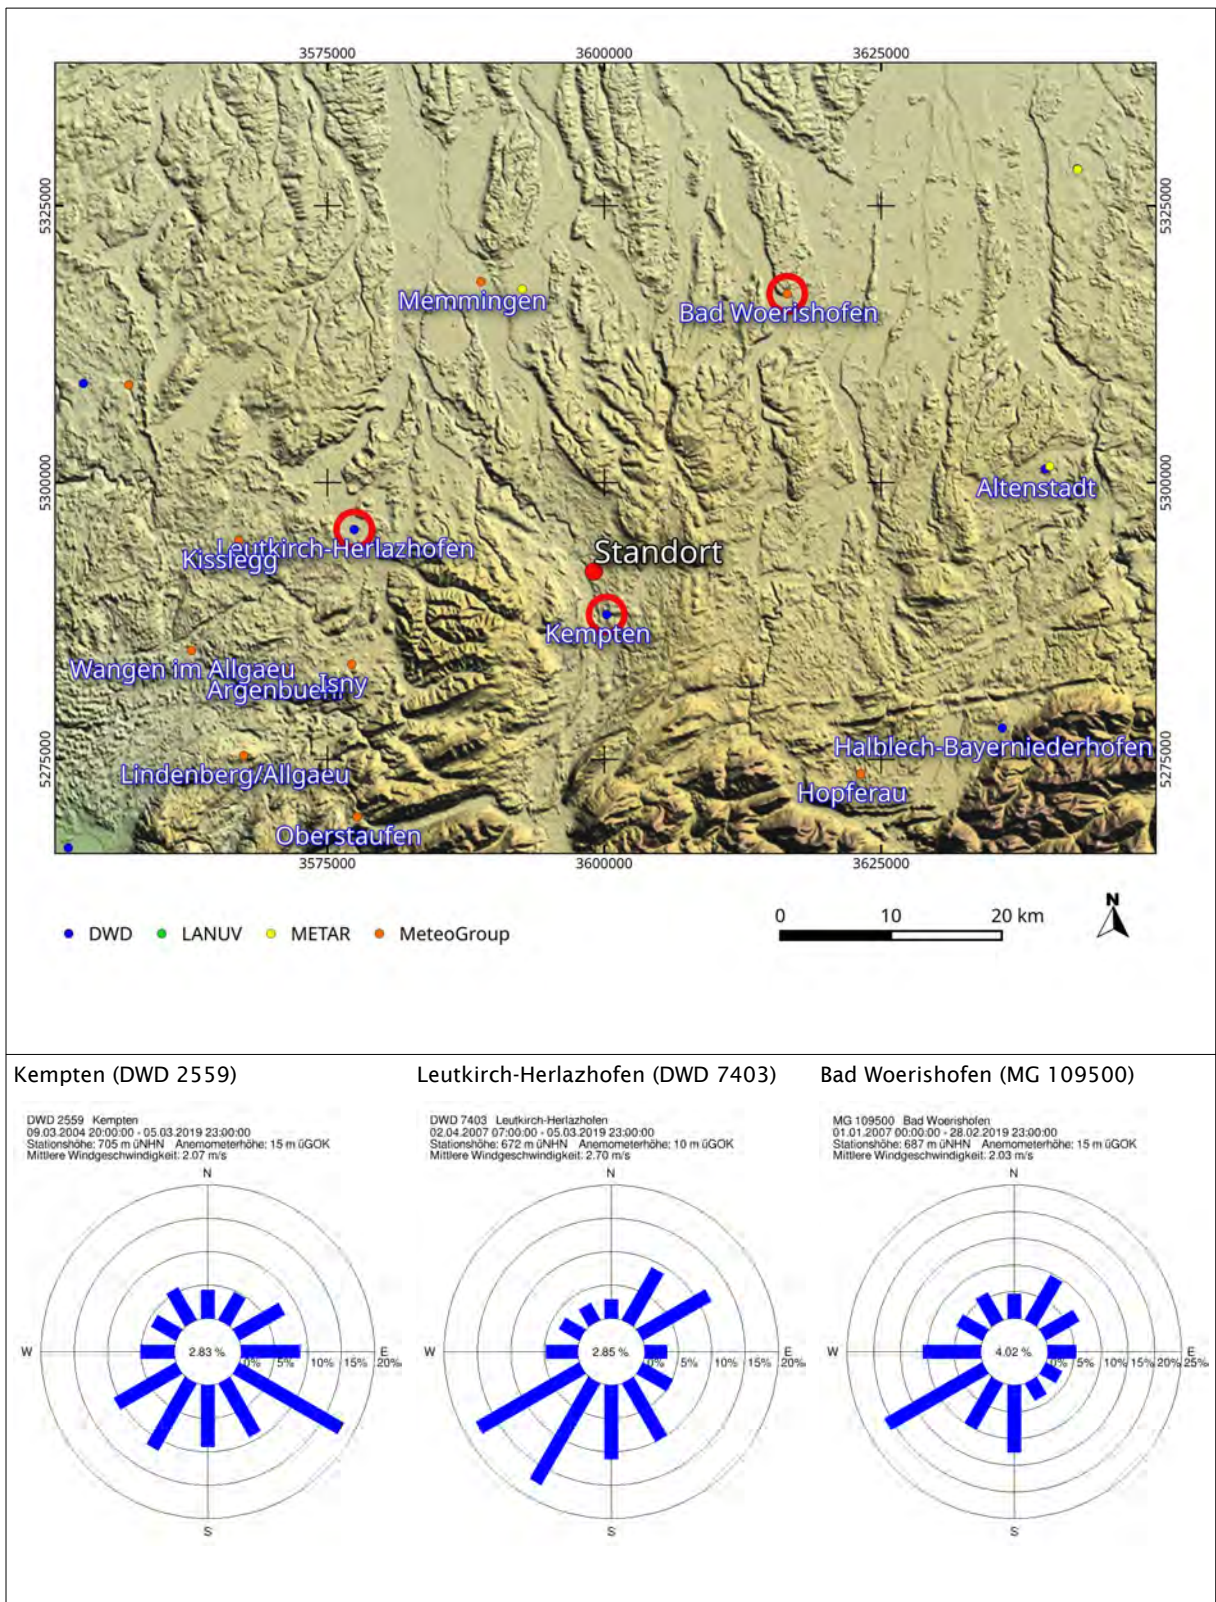 3575000 3600000 3625000
5325000 5325000
Memmingen
Bad Woerishofen
5300000 5300000
Altenstadt
Leutkirch-Herlazhofen
Kisslegg
Standort
Kempten
Wangen im Allgaeu
Isny
Argenbuehl
Halblech-Bayerniederhofen
5275000 5275000
Lindenberg/Allgaeu
Hopferau
Oberstaufen
3575000 3600000 3625000
0 10 20 km
N
DWD LANUV METAR MeteoGroup
Kempten (DWD 2559)
DWD 2559 Kempten
09.03.2004 20:00:00 - 05.03.2019 23:00:00
Stationshöhe: 705 m üNHN Anemometerhöhe: 15 m üGOK
Mittlere Windgeschwindigkeit: 2.07 m/s
N
W 2.83 % 0% 5% 10% 15% 20% E
S
Leutkirch-Herlazhofen (DWD 7403)
DWD 7403 Leutkirch-Herlazhofen
02.04.2007 07:00:00 - 05.03.2019 23:00:00
Stationshöhe: 672 m üNHN Anemometerhöhe: 10 m üGOK
Mittlere Windgeschwindigkeit: 2.70 m/s
N
W 2.85 % 0% 5% 10% 15% 20% E
S
Bad Woerishofen (MG 109500)
MG 109500 Bad Woerishofen
01.01.2007 00:00:00 - 28.02.2019 23:00:00
Stationshöhe: 687 m üNHN Anemometerhöhe: 15 m üGOK
Mittlere Windgeschwindigkeit: 2.03 m/s
N
W 4.02 % 0% 5% 10% 15% 20% 25% E
S